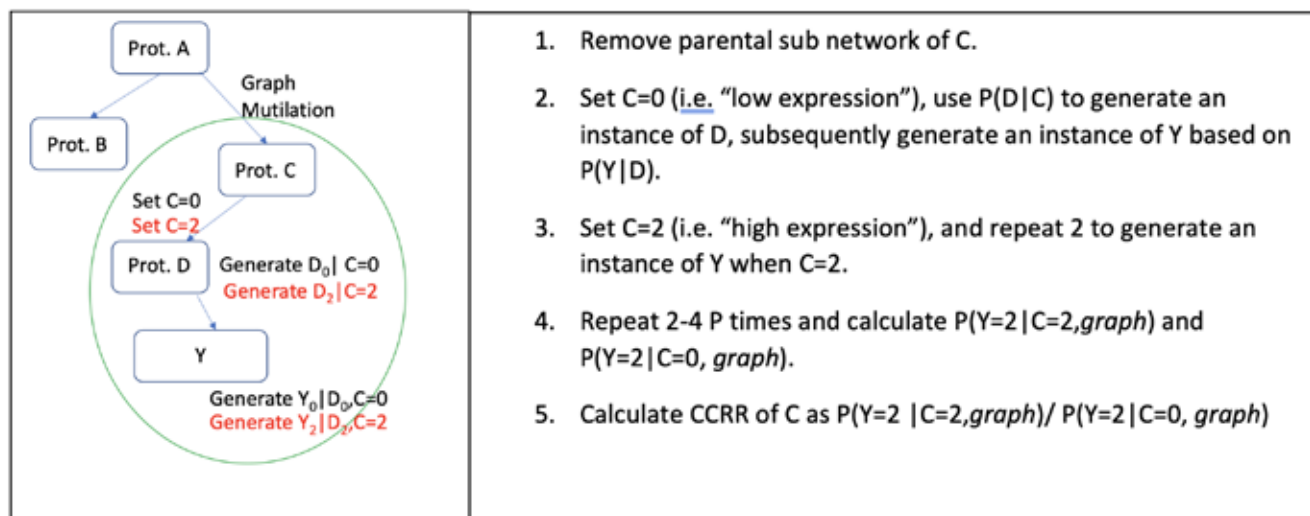 Prot. A
Graph
Mutilation
Prot. B
Prot. C
Set C=0
Set C=2
Prot. D
Generate D₀| C=0
Generate D₂|C=2
Y
Generate Y₀|D₀,C=0
Generate Y₂|D₂,C=2
1. Remove parental sub network of C.
2. Set C=0 (i.e. “low expression”), use P(D|C) to generate an
instance of D, subsequently generate an instance of Y based on
P(Y|D).
3. Set C=2 (i.e. “high expression”), and repeat 2 to generate an
instance of Y when C=2.
4. Repeat 2-4 P times and calculate P(Y=2|C=2,graph) and
P(Y=2|C=0, graph).
5. Calculate CCRR of C as P(Y=2 |C=2,graph)/ P(Y=2|C=0, graph)